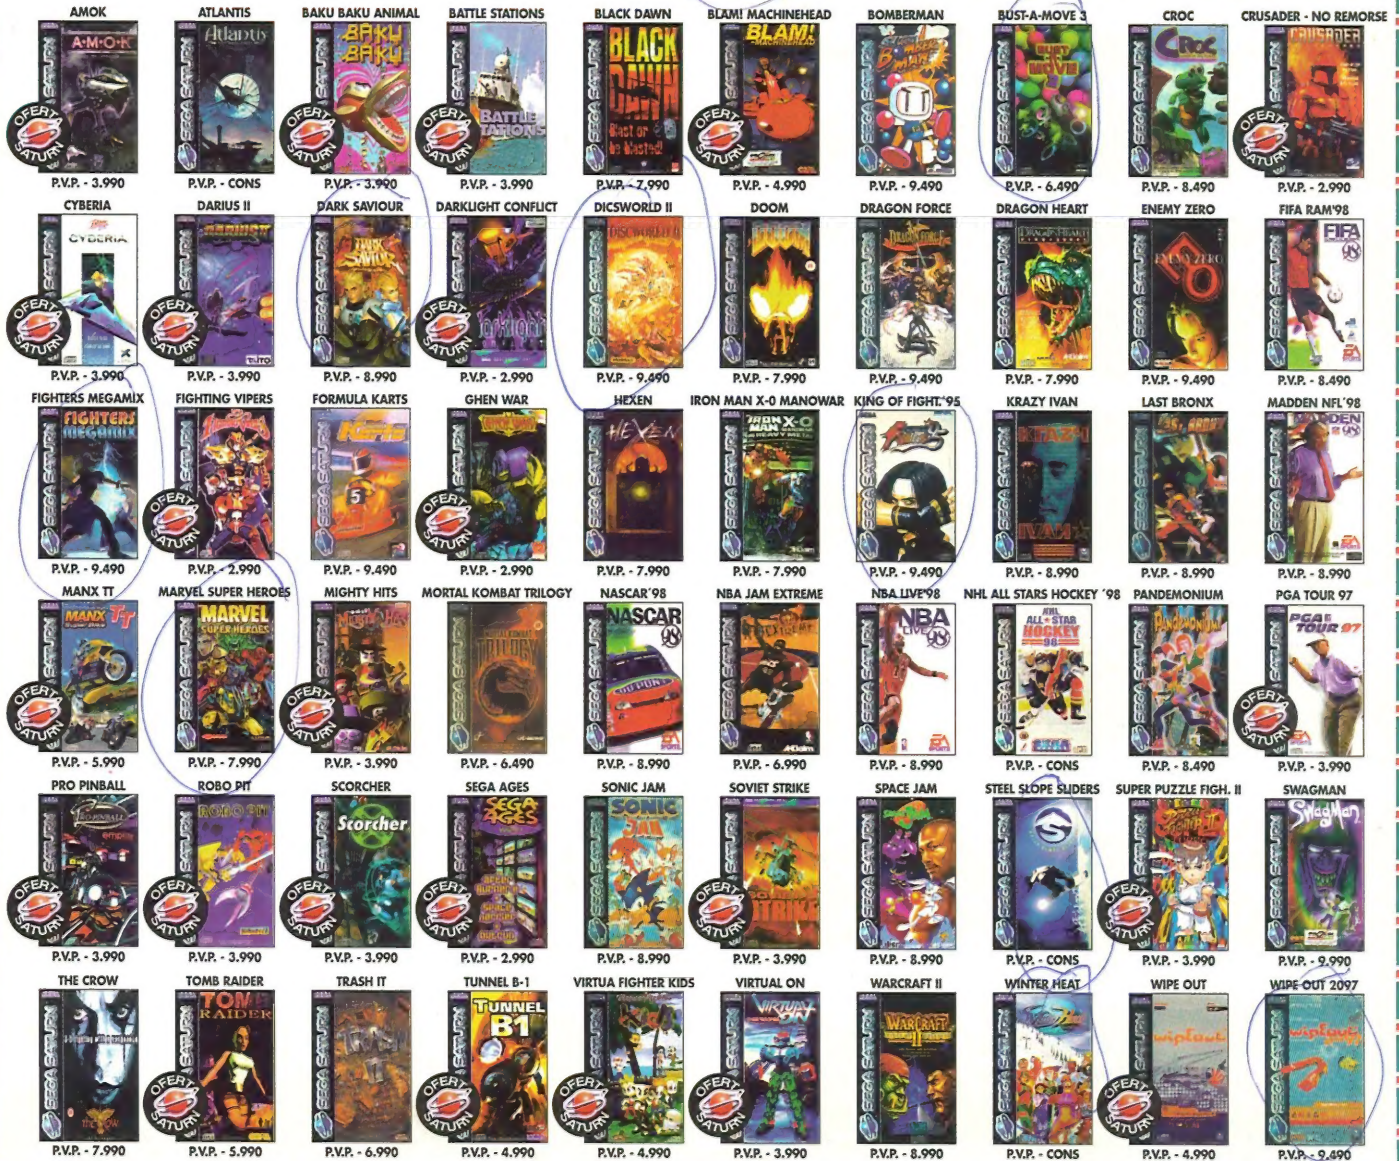 AMOK ATLANTIS BAKU BAKU ANIMAL BATTLE STATIONS BLACK DAWN BLAM! MACHINEHEAD BOMBERMAN BUST-A-MOVE 3 CROC CRUSADER - NO REMORSE
P.V.P. - 3.990 P.V.P. - CONS P.V.P. - 3.990 P.V.P. - 3.990 P.V.P. - 7.990 P.V.P. - 4.990 P.V.P. - 9.490 P.V.P. - 6.490 P.V.P. - 8.490 P.V.P. - 2.990
CYBERIA DARIUS II DARK SAVIOUR DARKLIGHT CONFLICT DICSWORLD II DOOM DRAGON FORCE DRAGON HEART ENEMY ZERO FIFA RAM'98
P.V.P. - 3.990 P.V.P. - 3.990 P.V.P. - 8.990 P.V.P. - 2.990 P.V.P. - 9.490 P.V.P. - 7.990 P.V.P. - 9.490 P.V.P. - 7.990 P.V.P. - 9.490 P.V.P. - 8.490
FIGHTERS MEGAMIX FIGHTING VIPERS FORMULA KARTS GHEN WAR HEXEN IRON MAN X-0 MANOWAR KING OF FIGHT.'95 KRAZY IVAN LAST BRONX MADDEN NFL'98
P.V.P. - 9.490 P.V.P. - 2.990 P.V.P. - 9.490 P.V.P. - 2.990 P.V.P. - 7.990 P.V.P. - 7.990 P.V.P. - 9.490 P.V.P. - 8.990 P.V.P. - 8.990 P.V.P. - 8.990
MANX TT MARVEL SUPER HEROES MIGHTY HITS MORTAL KOMBAT TRILOGY NASCAR'98 NBA JAM EXTREME NBA LIVE'98 NHL ALL STARS HOCKEY '98 PANDEMONIUM PGA TOUR 97
P.V.P. - 5.990 P.V.P. - 7.990 P.V.P. - 3.990 P.V.P. - 6.490 P.V.P. - 8.990 P.V.P. - 6.990 P.V.P. - 8.990 P.V.P. - CONS P.V.P. - 8.490 P.V.P. - 3.990
PRO PINBALL ROBO PIT SCORCHER SEGA AGES SONIC JAM SOVIET STRIKE SPACE JAM STEEL SLOPE SLIDERS SUPER PUZZLE FIGH. II SWAGMAN
P.V.P. - 3.990 P.V.P. - 3.990 P.V.P. - 3.990 P.V.P. - 2.990 P.V.P. - 8.990 P.V.P. - 3.990 P.V.P. - 8.990 P.V.P. - CONS P.V.P. - 3.990 P.V.P. - 9.990
THE CROW TOMB RAIDER TRASH IT TUNNEL B-1 VIRTUA FIGHTER KIDS VIRTUAL ON WARCRAFT II WINTER HEAT WIPE OUT WIPE OUT 2097
P.V.P. - 7.990 P.V.P. - 5.990 P.V.P. - 6.990 P.V.P. - 4.990 P.V.P. - 4.990 P.V.P. - 3.990 P.V.P. - 8.990 P.V.P. - CONS P.V.P. - 4.990 P.V.P. - 9.490